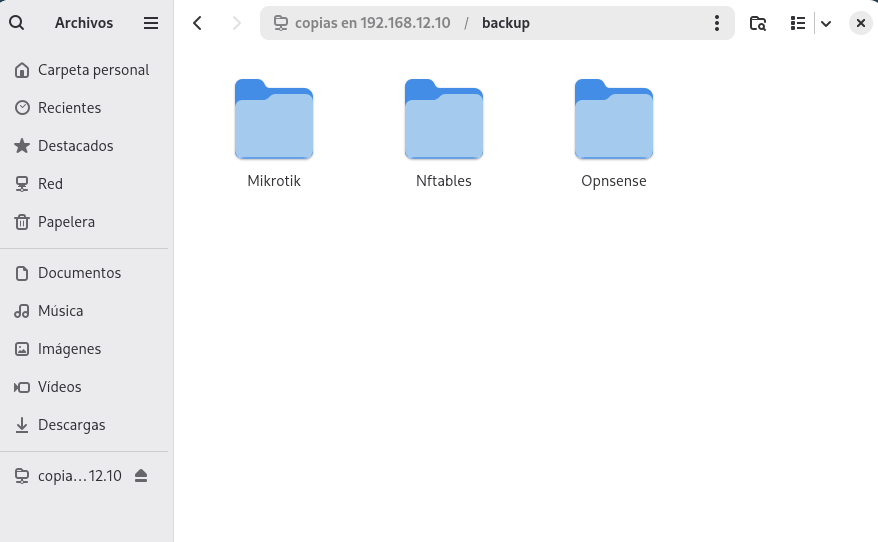 Archivos
copias en 192.168.12.10 / backup
Carpeta personal
Recientes
Destacados
Red
Papelera
Documentos
Música
Imágenes
Vídeos
Descargas
copia…12.10
Mikrotik
Nftables
Opnsense